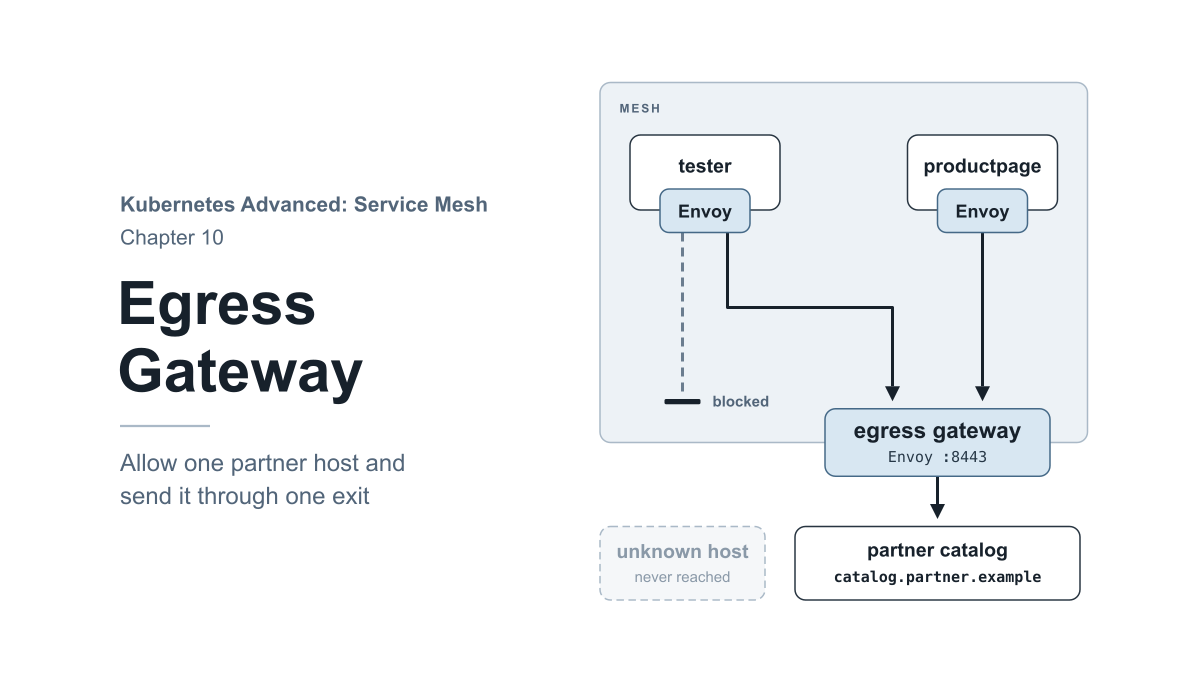 Kubernetes Advanced: Service Mesh
Chapter 10
Egress
Gateway
Allow one partner host and
send it through one exit
MESH
tester
Envoy
productpage
Envoy
blocked
egress gateway
Envoy :8443
unknown host
never reached
partner catalog
catalog.partner.example